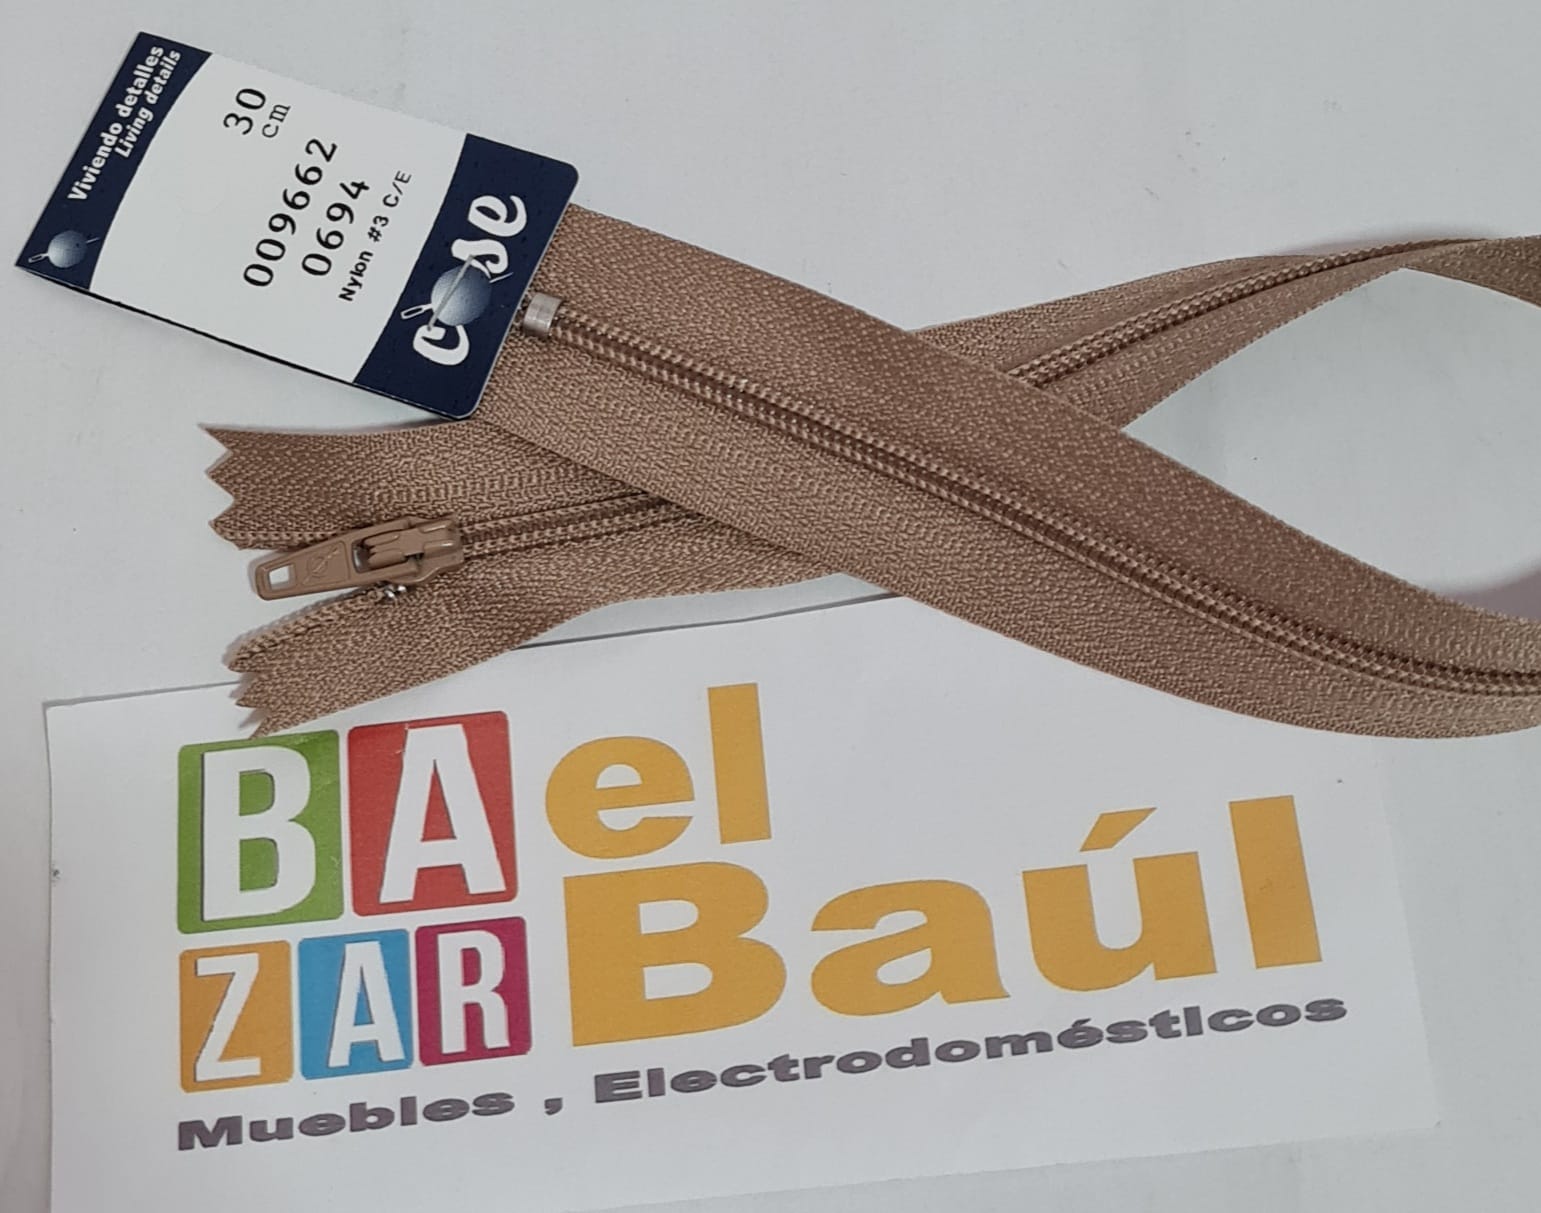 Viviendo detalles
Living details
30
cm
009662
0694
Nylon #3 C/E
cose
BA
ZAR
el
Baúl
Muebles , Electrodomésticos